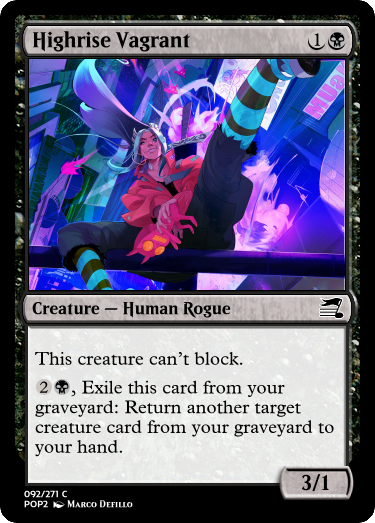 Highrise Vagrant 1
Creature — Human Rogue
This creature can't block.
2, Exile this card from your
graveyard: Return another target
creature card from your graveyard to
your hand.
3/1
092/271 C
POP2 Marco Defillo